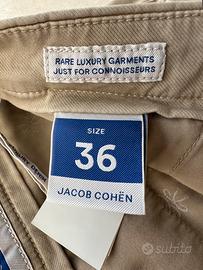 RARE LUXURY GARMENTS
JUST FOR CONNOISSEURS
SIZE
36
JACOB COHËN
subito